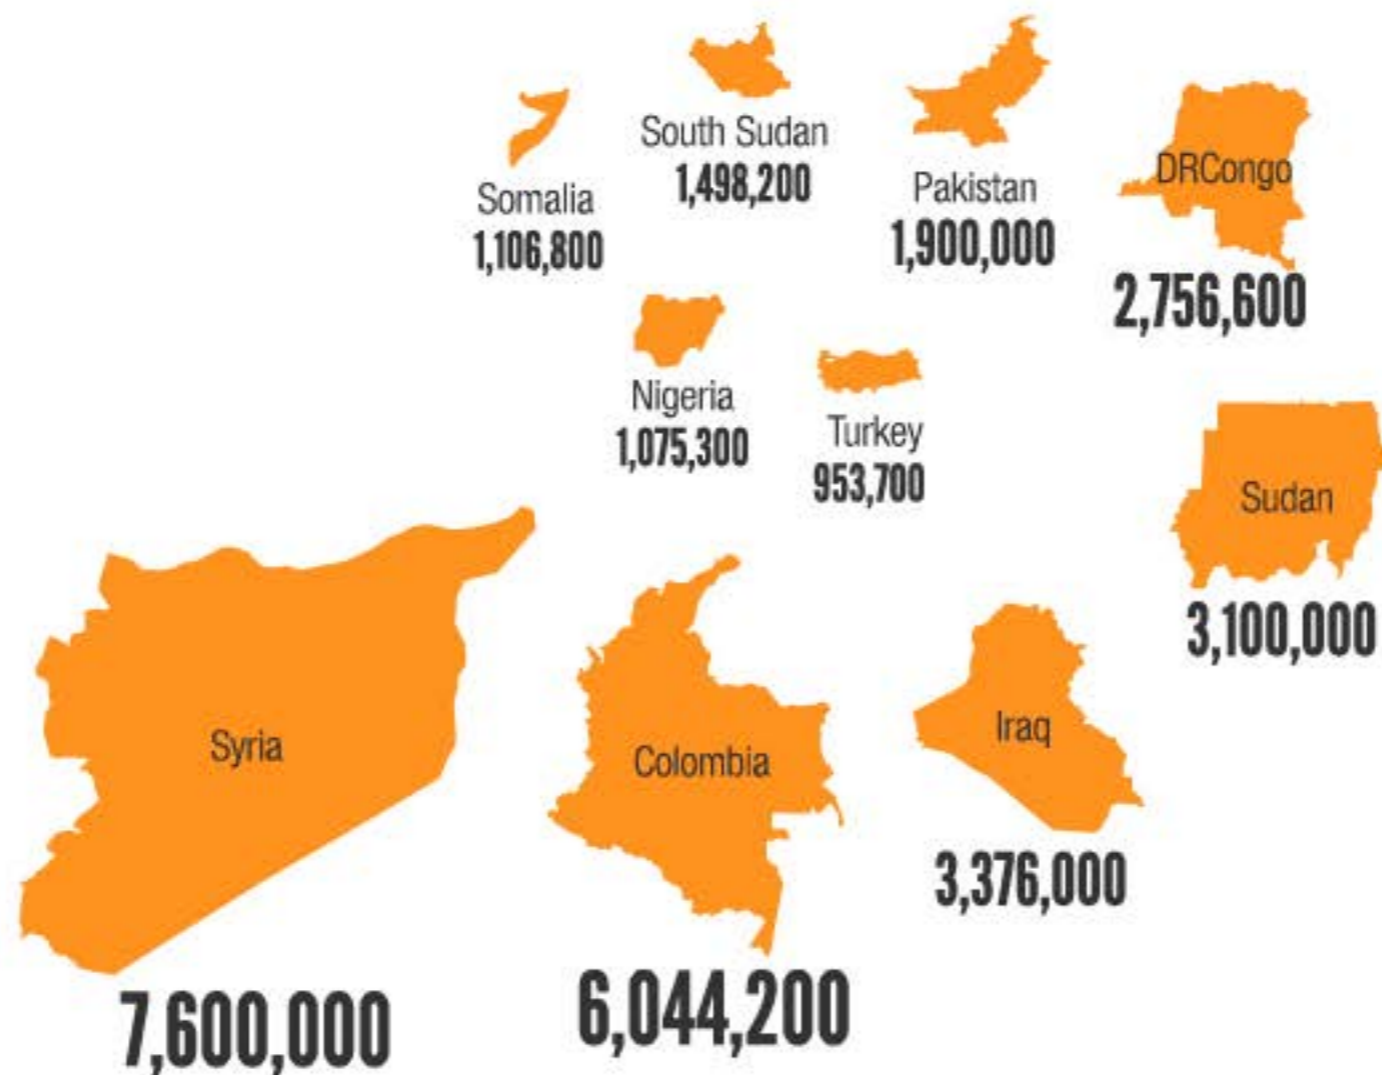 South Sudan
1,498,200
Somalia
1,106,800
Pakistan
1,900,000
DRCongo
2,756,600
Nigeria
1,075,300
Turkey
953,700
Sudan
3,100,000
Syria
7,600,000
Colombia
6,044,200
Iraq
3,376,000